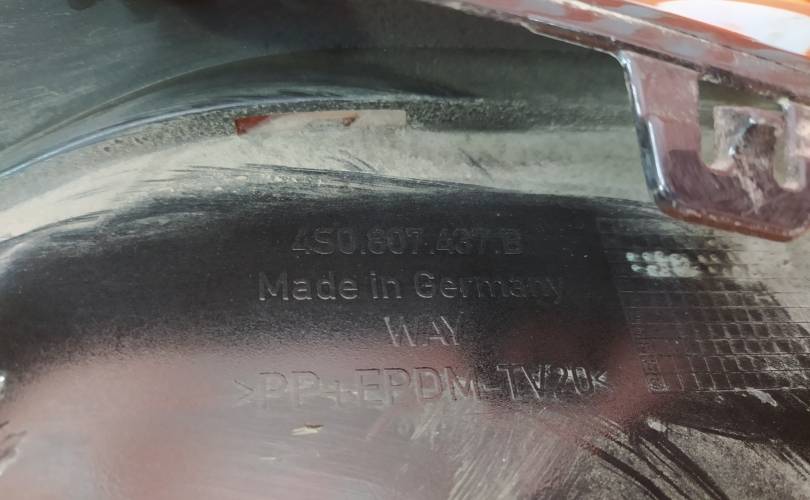 4S0.807.437.B
Made in Germany
WAY
>PP+EPDM-TV20<